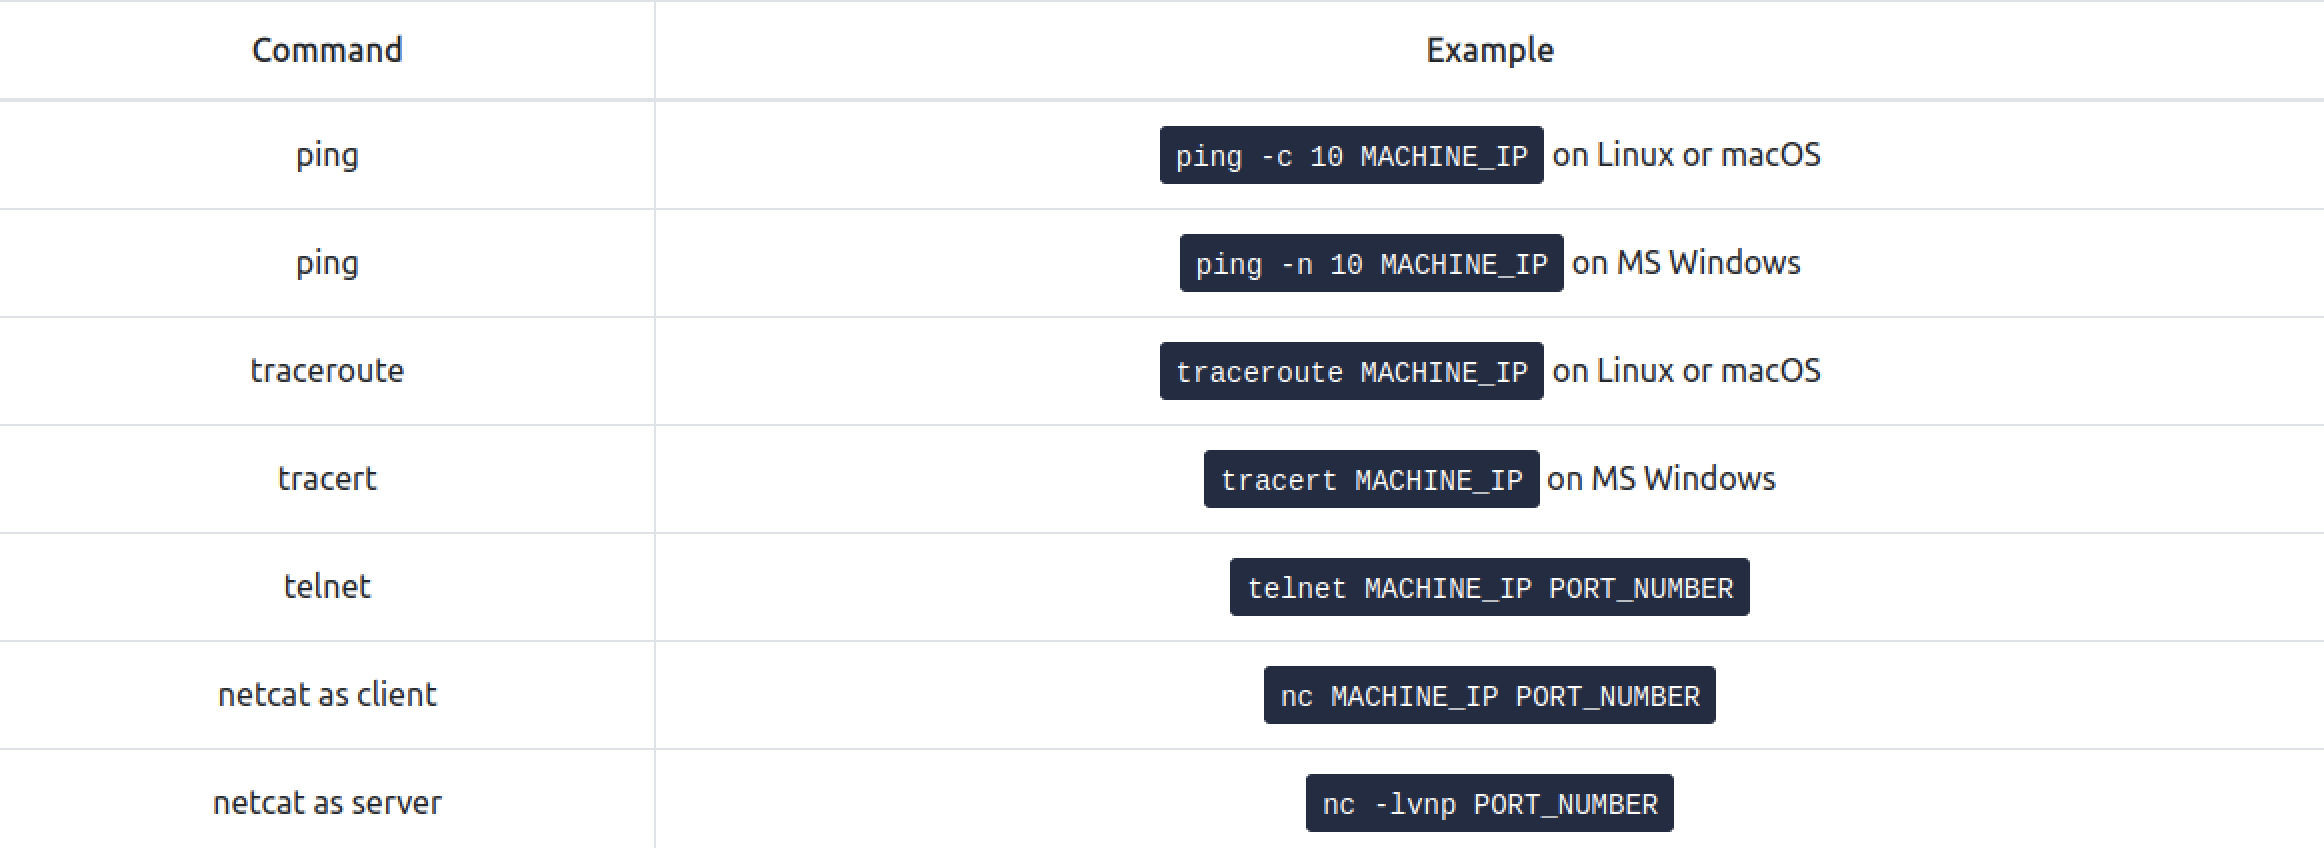 Command Example
ping ping -c 10 MACHINE_IP on Linux or macOS
ping ping -n 10 MACHINE_IP on MS Windows
traceroute traceroute MACHINE_IP on Linux or macOS
tracert tracert MACHINE_IP on MS Windows
telnet telnet MACHINE_IP PORT_NUMBER
netcat as client nc MACHINE_IP PORT_NUMBER
netcat as server nc -lvnp PORT_NUMBER